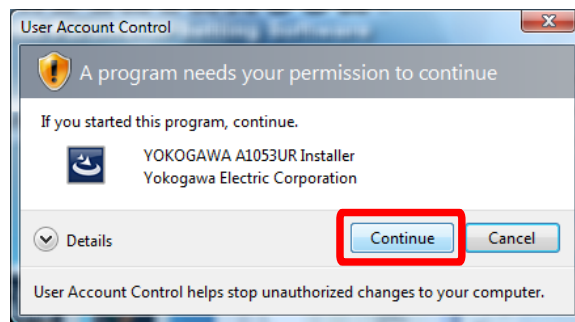 User Account Control
A program needs your permission to continue
If you started this program, continue.
YOKOGAWA A1053UR Installer
Yokogawa Electric Corporation
Details
Continue
Cancel
User Account Control helps stop unauthorized changes to your computer.